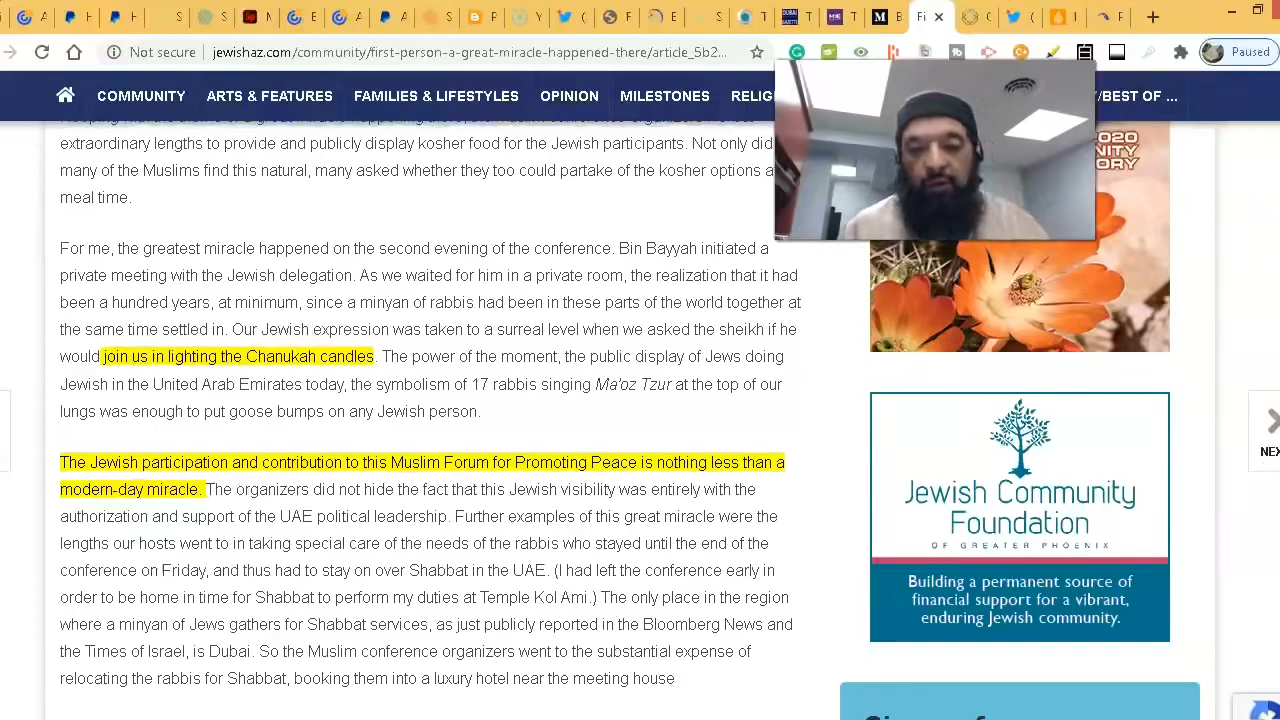 Not secure
jewishaz.com/community/first-person-a-great-miracle-happened-there/article_5b2...
Paused
COMMUNITY
ARTS & FEATURES
FAMILIES & LIFESTYLES
OPINION
MILESTONES
RELIG
/BEST OF ...
extraordinary lengths to provide and publicly display kosher food for the Jewish participants. Not only did
most of the Muslims find this natural, many asked whether they too could partake of the kosher options a
meal time.
For me, the greatest miracle happened on the second evening of the conference. Bin Bayyah initiated a
private meeting with the Jewish delegation. As we waited for him in a private room, the realization that it had
been a hundred years, at minimum, since a minyan of rabbis had been in these parts of the world together at
the same time settled in. Our Jewish expression was taken to a surreal level when we asked the sheikh if he
would join us in lighting the Chanukah candles. The power of the moment, the public display of Jews doing
Jewish in the United Arab Emirates today, the symbolism of 17 rabbis singing Ma'oz Tzur at the top of our
lungs was enough to put goose bumps on any Jewish person.
The Jewish participation and contribution to this Muslim Forum for Promoting Peace is nothing less than a
modern-day miracle. The organizers did not hide the fact that this Jewish visibility was entirely with the
authorization and support of the UAE political leadership. Further examples of this great miracle were the
lengths our hosts went to in taking care of the needs of the rabbis who stayed until the end of the
conference on Friday, and thus had to stay on over Shabbat in the UAE. (I had left the conference early in
order to be home in time for Shabbat to lead services at Temple Kol Ami.) The only place in the region
where a minyan of Jews meets for prayer, as just publicly reported in the Bloomberg News and
the Times of Israel, is Dubai. So the Muslim conference organizers went to the substantial expense of
relocating the rabbis for Shabbat, booking them into a luxury hotel near the meeting house
2020
NITY
ORY
Jewish Community
Foundation
OF GREATER PHOENIX
Building a permanent source of
financial support for a vibrant,
enduring Jewish community.
NEX